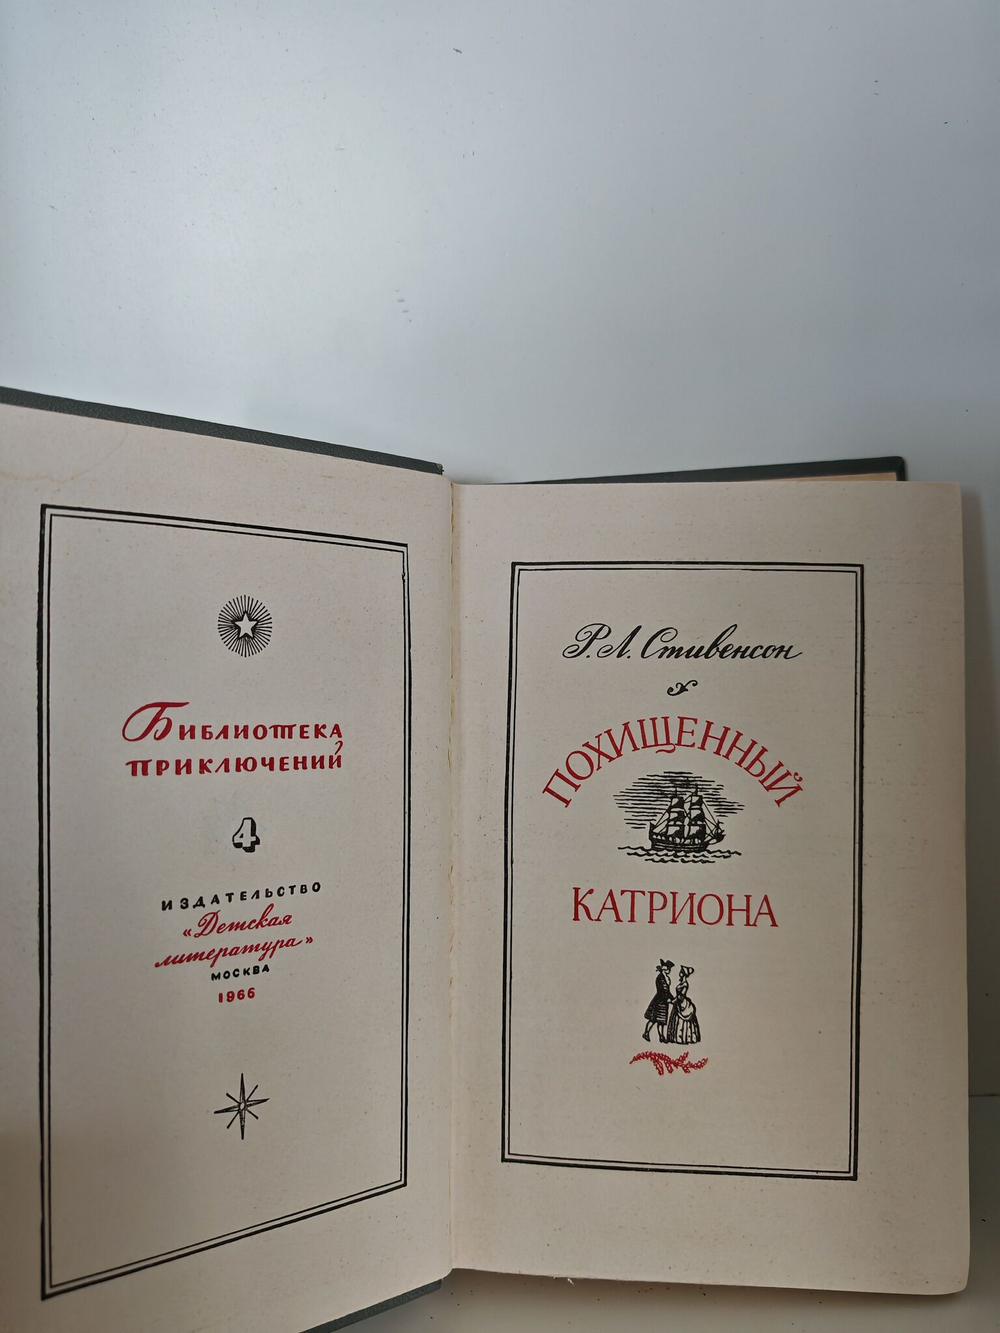 Библиотека
приключений
4
ИЗДАТЕЛЬСТВО
«Детская
литература»
МОСКВА
1966
Р. Л. Стивенсон
ПОХИЩЕННЫЙ
КАТРИОНА